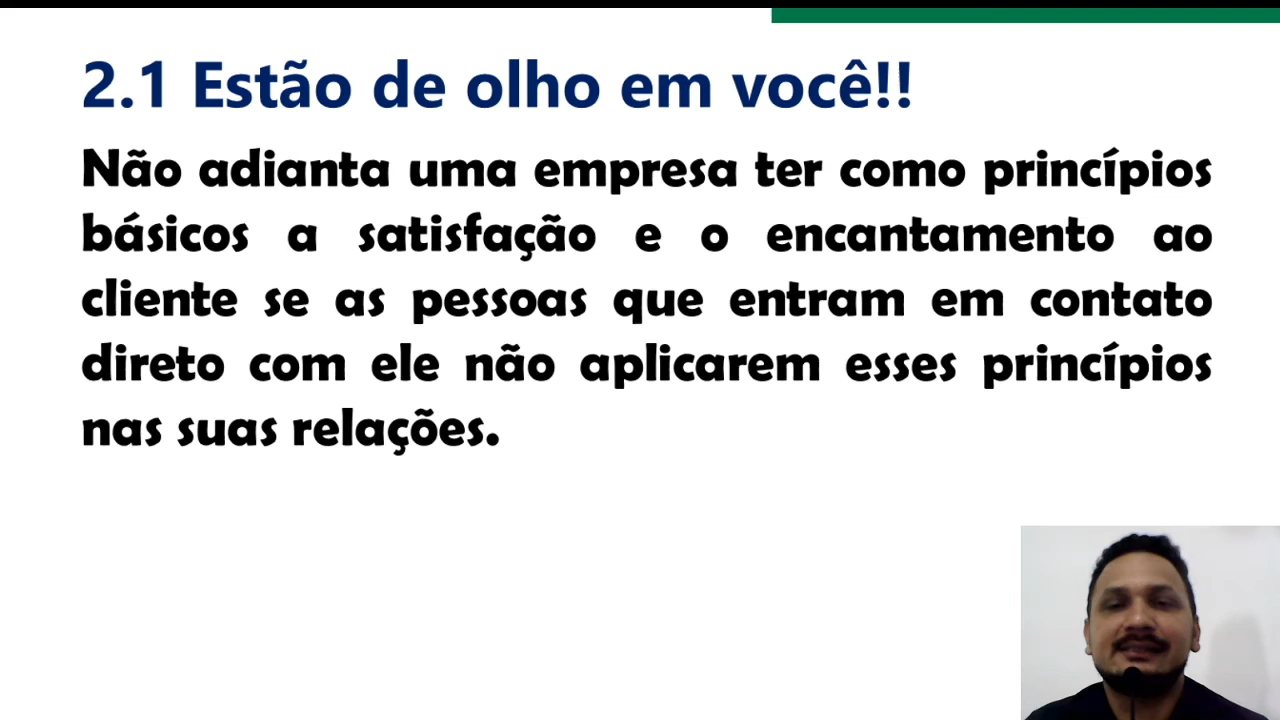 2.1 Estão de olho em você!!
Não adianta uma empresa ter como princípios
básicos a satisfação e o encantamento ao
cliente se as pessoas que entram em contato
direto com ele não aplicarem esses princípios
nas suas relações.